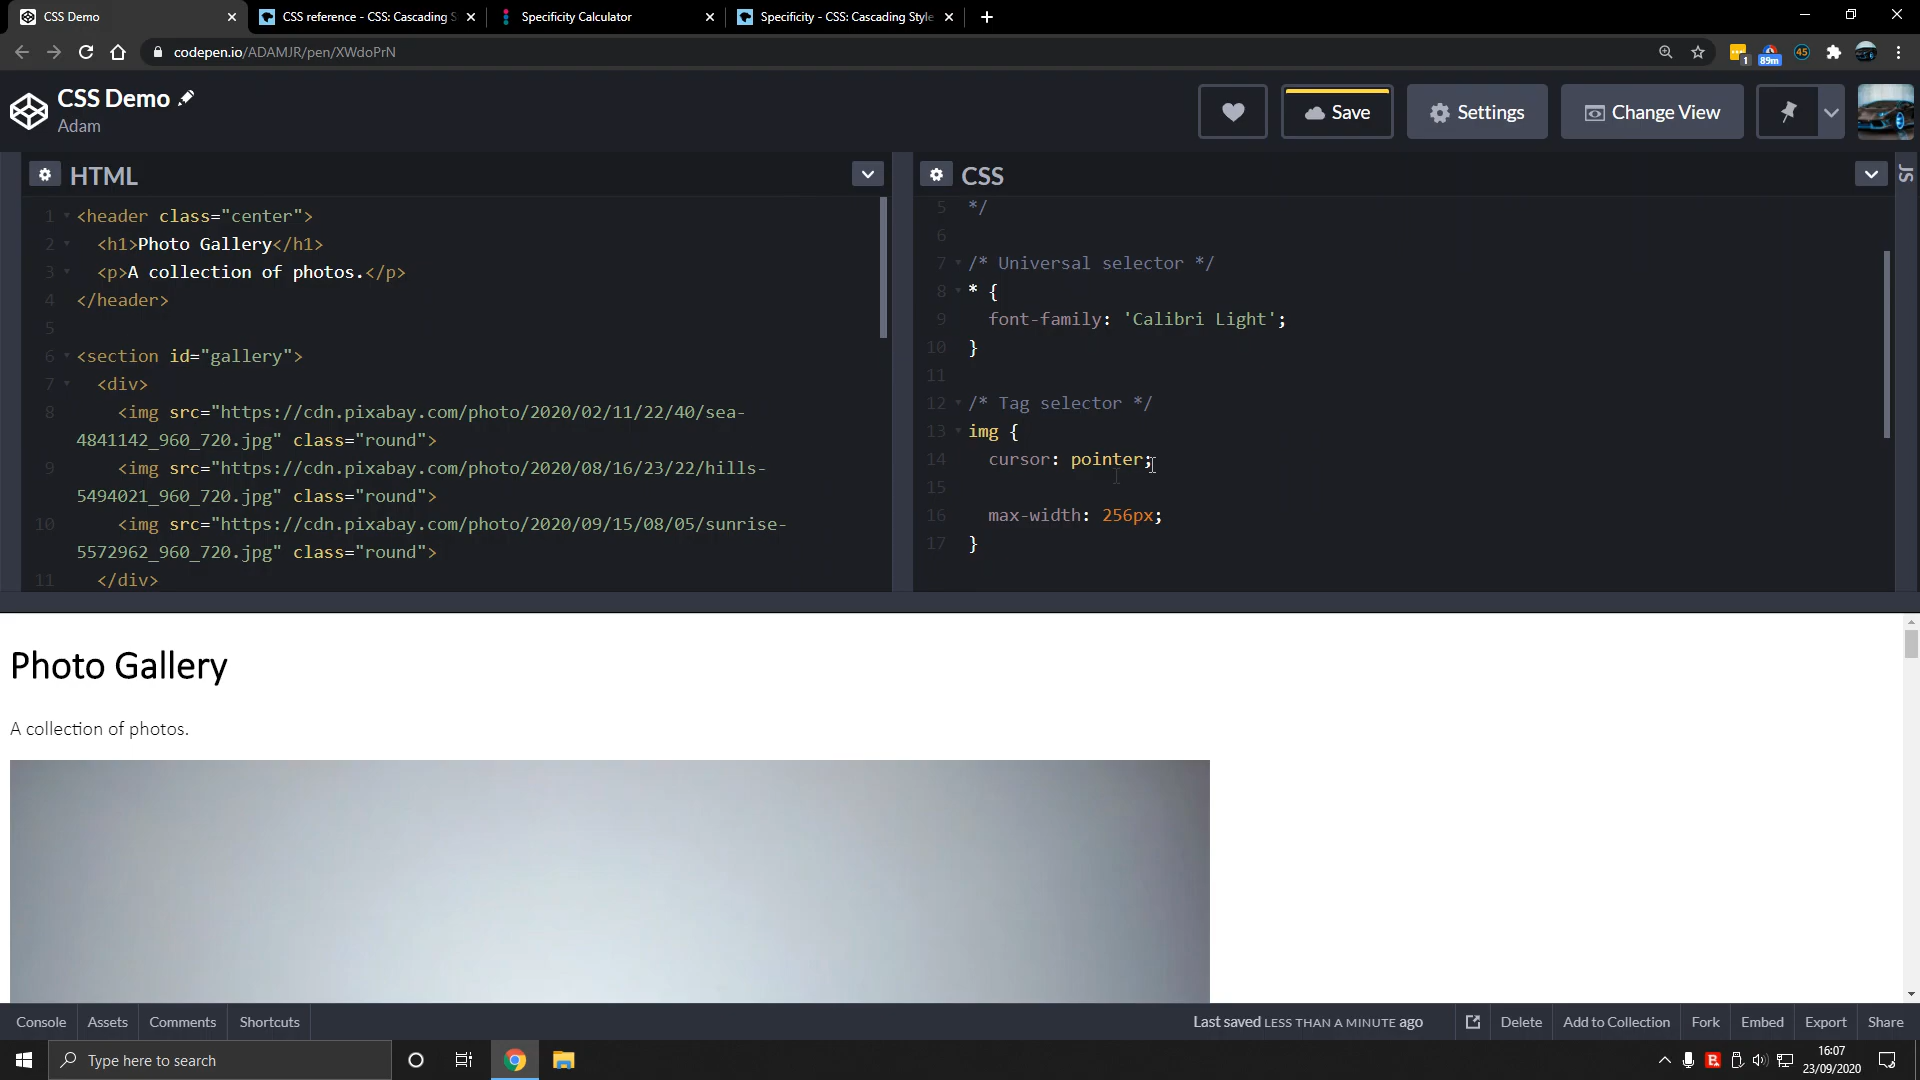 CSS Demo
CSS reference - CSS: Cascading S
Specificity Calculator
Specificity - CSS: Cascading Style
codepen.io/ADAMJR/pen/XWdoPrN
1
89m
45
CSS Demo
Adam
Save
Settings
Change View
HTML
1 <header class="center">
2 <h1>Photo Gallery</h1>
3 <p>A collection of photos.</p>
4 </header>
5
6 <section id="gallery">
7 <div>
8 <img src="https://cdn.pixabay.com/photo/2020/02/11/22/40/sea-
4841142_960_720.jpg" class="round">
9 <img src="https://cdn.pixabay.com/photo/2020/08/16/23/22/hills-
5494021_960_720.jpg" class="round">
10 <img src="https://cdn.pixabay.com/photo/2020/09/15/08/05/sunrise-
5572962_960_720.jpg" class="round">
11 </div>
CSS
JS
5 */
6
7 /* Universal selector */
8 * {
9 font-family: 'Calibri Light';
10 }
11
12 /* Tag selector */
13 img {
14 cursor: pointer;
15
16 max-width: 256px;
17 }
Photo Gallery
A collection of photos.
Console
Assets
Comments
Shortcuts
Last saved LESS THAN A MINUTE ago
Delete
Add to Collection
Fork
Embed
Export
Share
Type here to search
16:07
23/09/2020